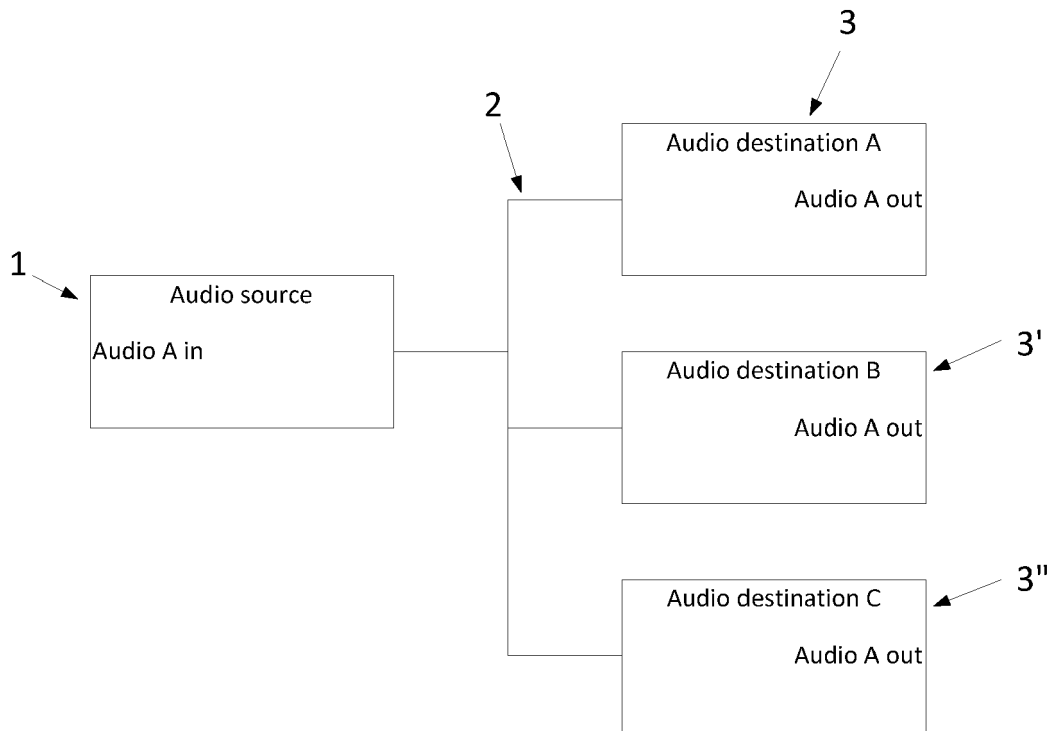 3
2
Audio destination A
Audio A out
1
Audio source
Audio A in
3'
Audio destination B
Audio A out
3"
Audio destination C
Audio A out